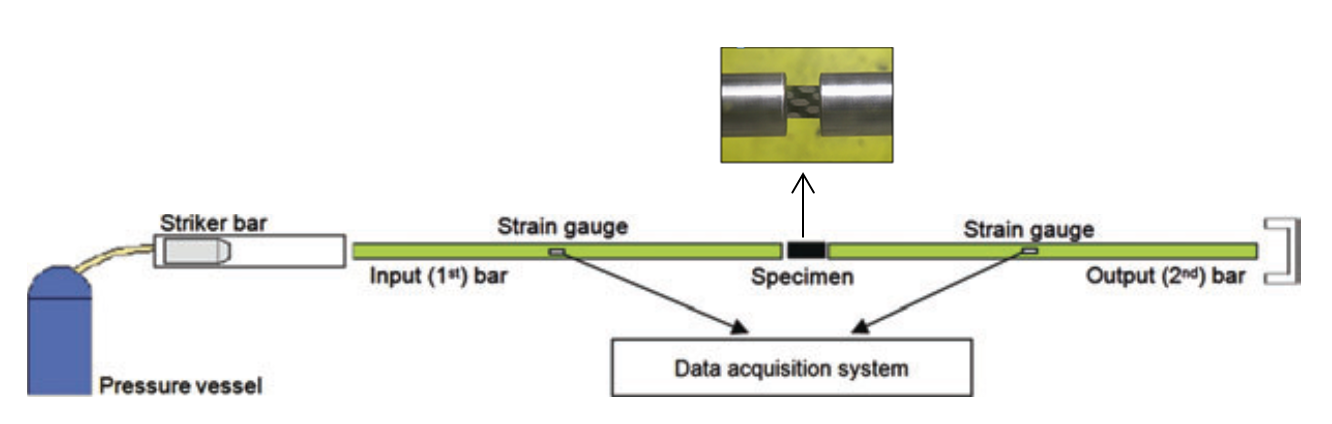 Striker bar
Strain gauge
Strain gauge
Input (1st) bar
Specimen
Output (2nd) bar
Data acquisition system
Pressure vessel